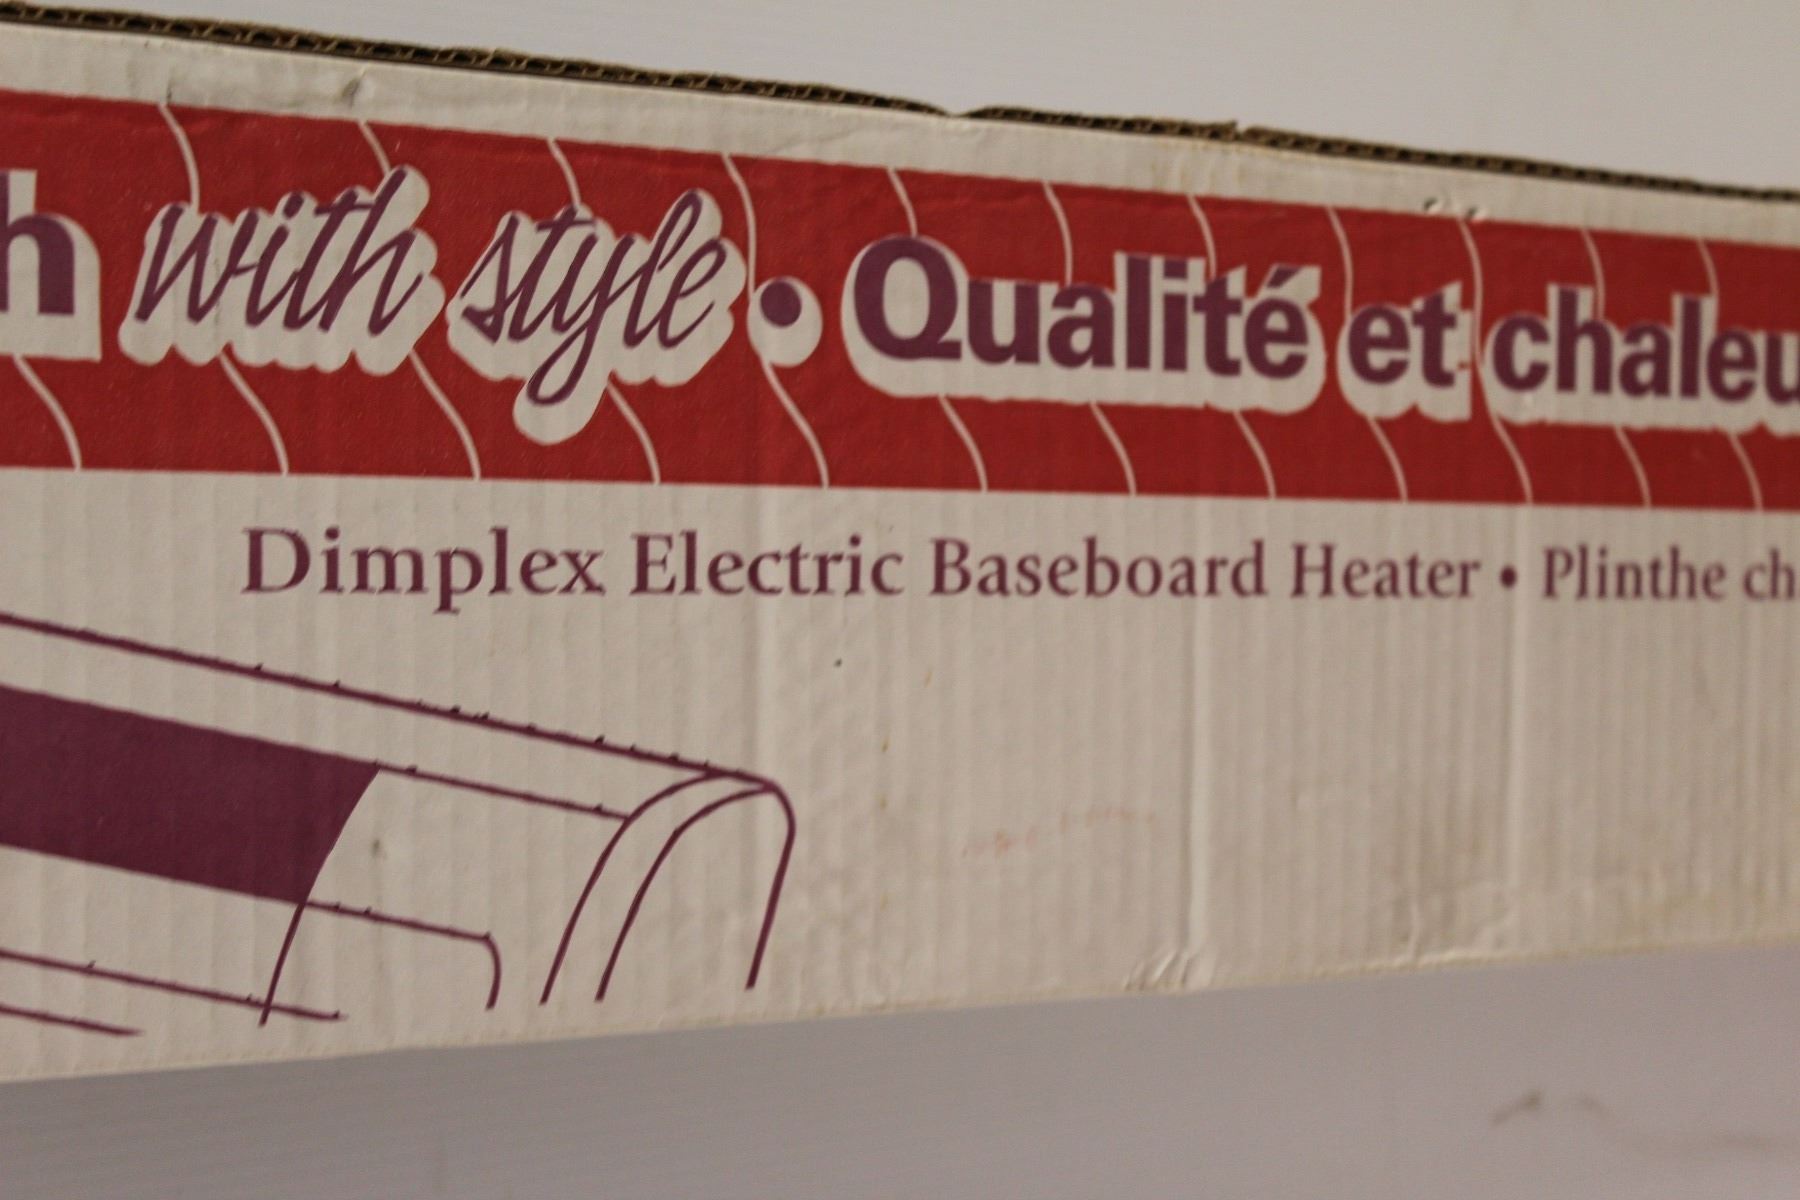 with style • Qualité et chaleu
Dimplex Electric Baseboard Heater • Plinthe ch